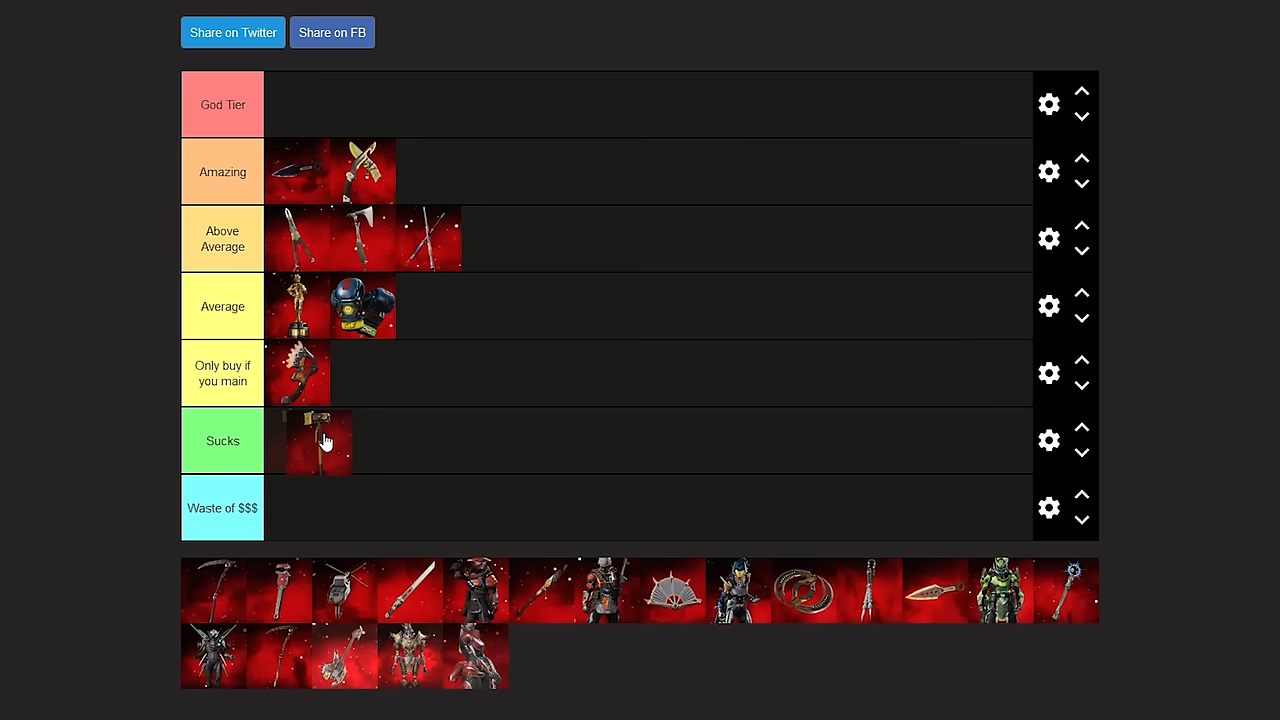 Share on Twitter Share on FB
God Tier
Amazing
Above
Average
Average
Only buy if
you main
Sucks
Waste of $$$